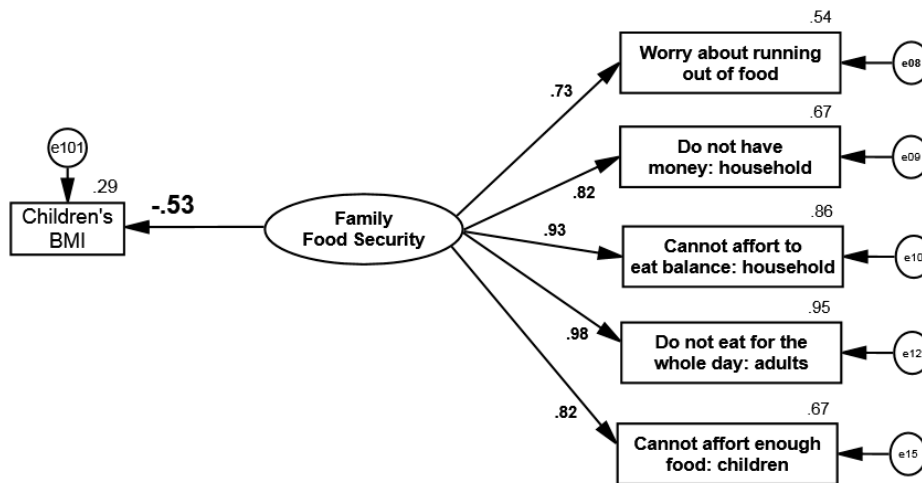 .54
Worry about running
out of food
e08
.73
.67
Do not have
money: household
e09
.82
e101
.29
-.53
Children's
BMI
Family
Food Security
.86
.93
Cannot affort to
eat balance: household
e10
.95
.98
Do not eat for the
whole day: adults
e12
.67
.82
Cannot affort enough
food: children
e15